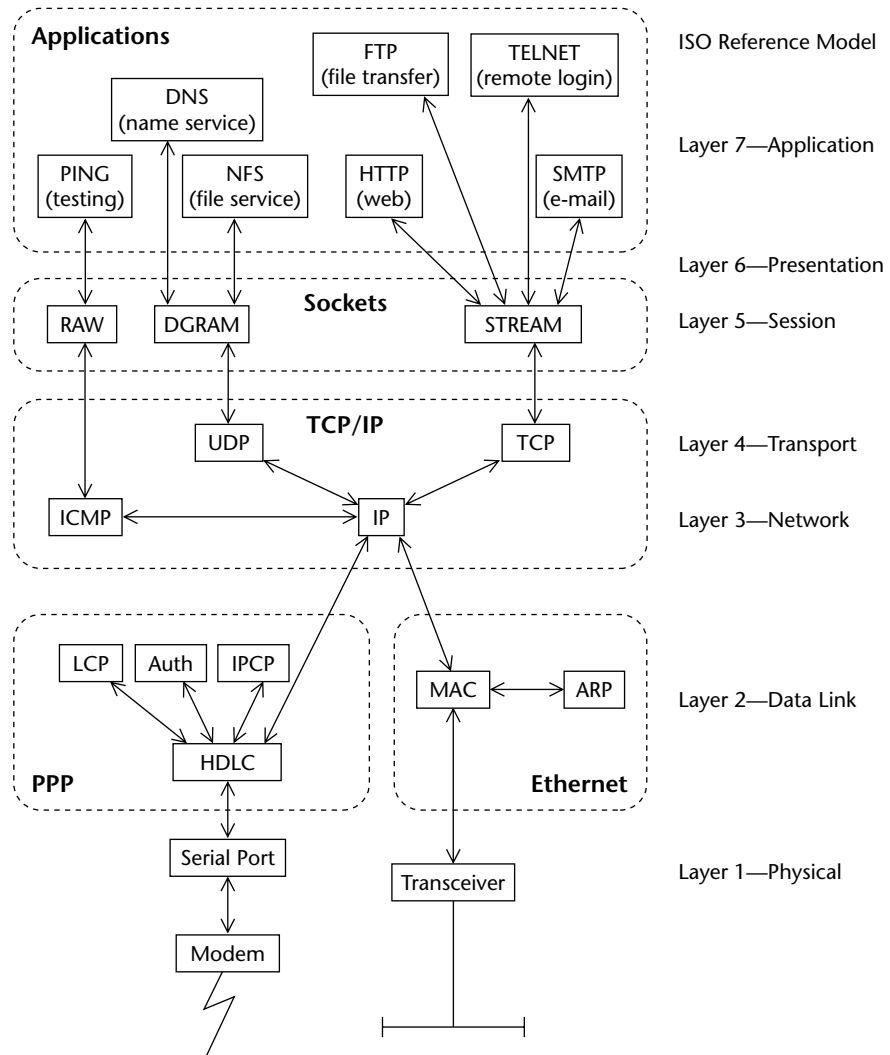 Applications
FTP
(file transfer)
TELNET
(remote login)
ISO Reference Model
DNS
(name service)
Layer 7—Application
PING
(testing)
NFS
(file service)
HTTP
(web)
SMTP
(e-mail)
Layer 6—Presentation
Sockets
RAW
DGRAM
STREAM
Layer 5—Session
TCP/IP
UDP
TCP
Layer 4—Transport
ICMP
IP
Layer 3—Network
LCP
Auth
IPCP
MAC
ARP
Layer 2—Data Link
HDLC
PPP
Ethernet
Serial Port
Transceiver
Layer 1—Physical
Modem